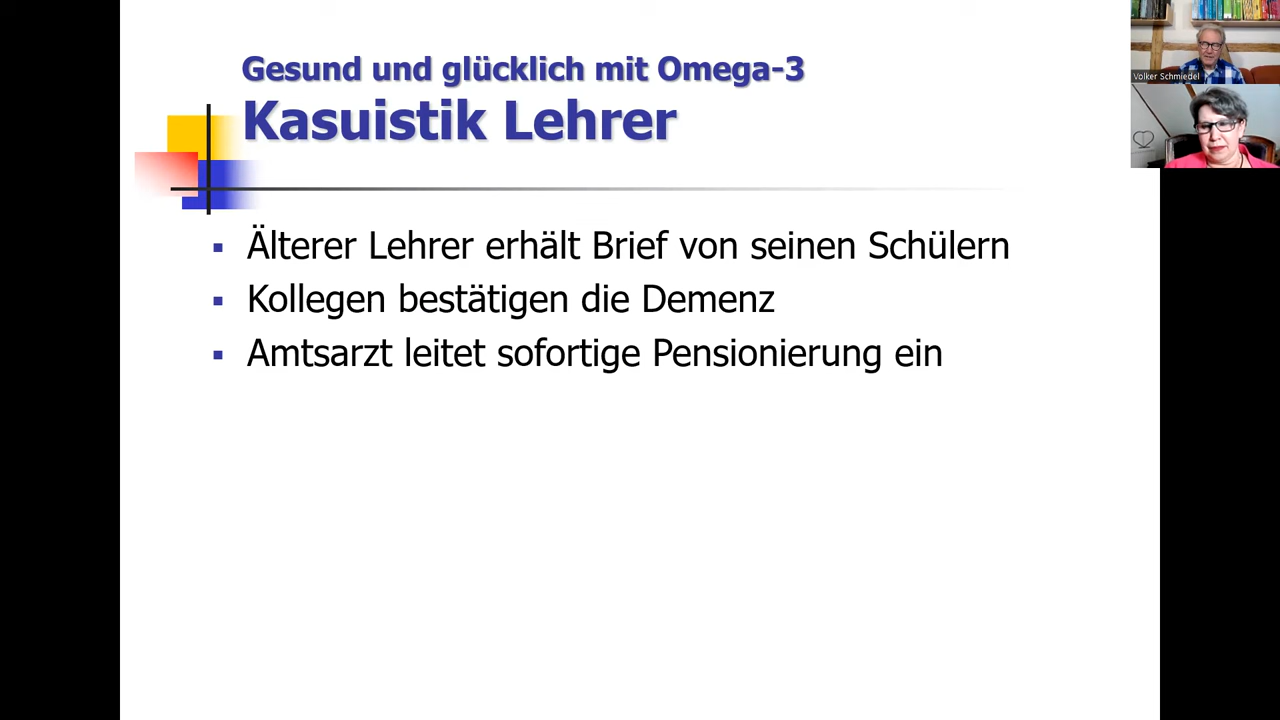 Gesund und glücklich mit Omega-3
Kasuistik Lehrer
Älterer Lehrer erhält Brief von seinen Schülern
Kollegen bestätigen die Demenz
Amtsarzt leitet sofortige Pensionierung ein
Volker Schmiedel